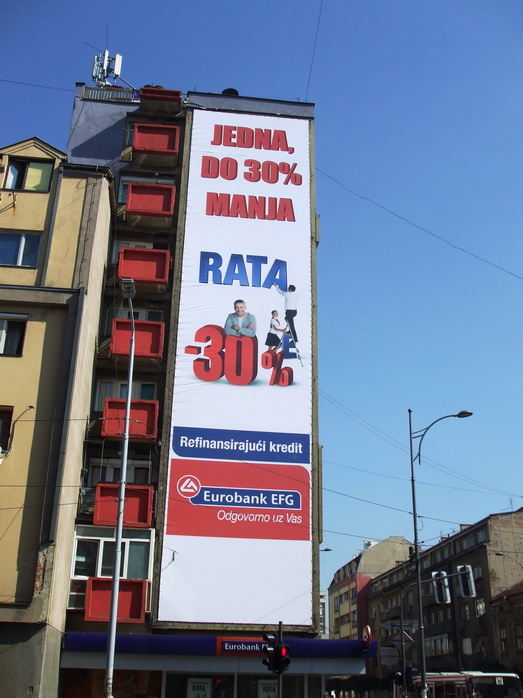 JEDNA,
DO 30%
MANJA
RATA
E
-30%
Refinansirajući kredit
Eurobank EFG
Odgovorno uz Vas
Eurobank